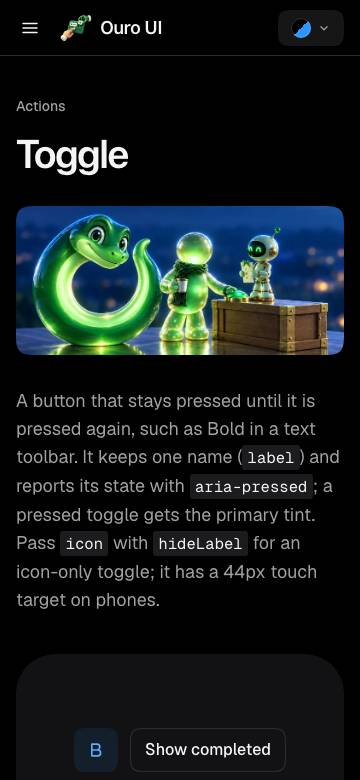 Ouro UI
Actions
Toggle
A button that stays pressed until it is
pressed again, such as Bold in a text
toolbar. It keeps one name (label) and
reports its state with aria-pressed; a
pressed toggle gets the primary tint.
Pass icon with hideLabel for an
icon-only toggle; it has a 44px touch
target on phones.
B
Show completed